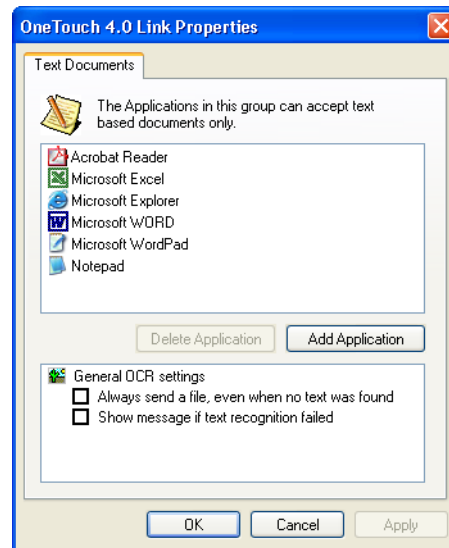 OneTouch 4.0 Link Properties
Text Documents
The Applications in this group can accept text
based documents only.
Acrobat Reader
Microsoft Excel
Microsoft Explorer
Microsoft WORD
Microsoft WordPad
Notepad
Delete Application
Add Application
General OCR settings
Always send a file, even when no text was found
Show message if text recognition failed
OK
Cancel
Apply